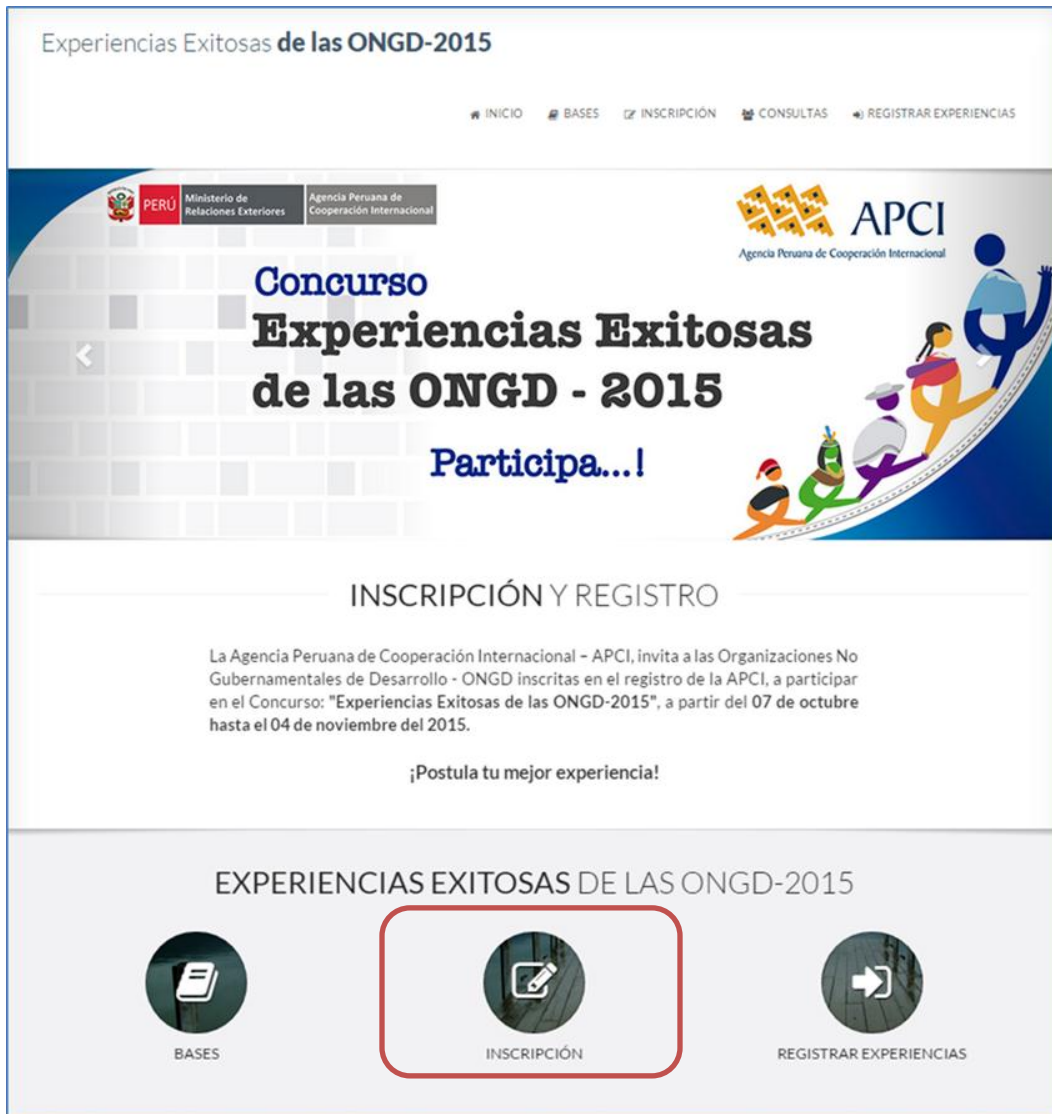 Experiencias Exitosas de las ONGD-2015
INICIO BASES INSCRIPCIÓN CONSULTAS REGISTRAR EXPERIENCIAS
PERÚ
Ministerio de
Relaciones Exteriores
Agencia Peruana de
Cooperación Internacional
APCI
Agencia Peruana de Cooperación Internacional
Concurso
Experiencias Exitosas
de las ONGD - 2015
Participa...!
INSCRIPCIÓN Y REGISTRO
La Agencia Peruana de Cooperación Internacional – APCI, invita a las Organizaciones No
Gubernamentales de Desarrollo - ONGD inscritas en el registro de la APCI, a participar
en el Concurso: "Experiencias Exitosas de las ONGD-2015", a partir del 07 de octubre
hasta el 04 de noviembre del 2015.
¡Postula tu mejor experiencia!
EXPERIENCIAS EXITOSAS DE LAS ONGD-2015
BASES
INSCRIPCIÓN
REGISTRAR EXPERIENCIAS